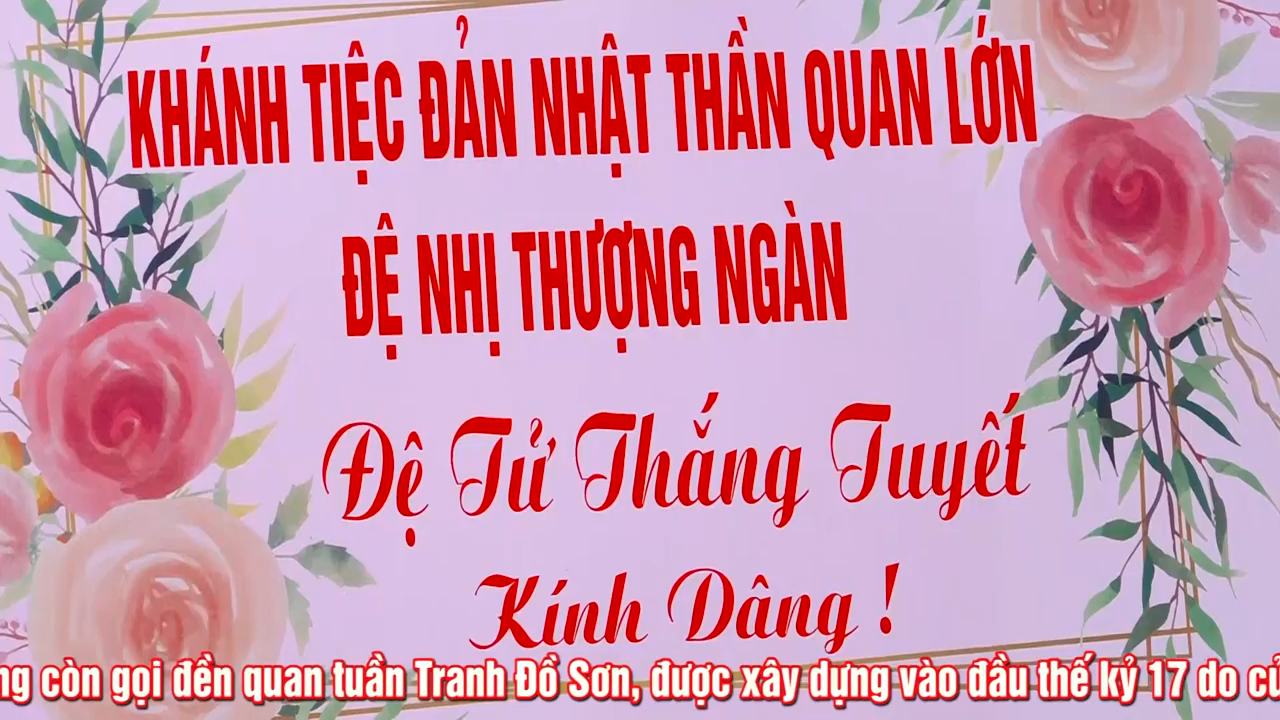 KHÁNH TIỆC ĐẢN NHẬT THẦN QUAN LỚN
ĐỆ NHỊ THƯỢNG NGÀN
Đệ Tử Thắng Tuyết
Kính Dâng !
còn gọi đền quan tuần Tranh Đồ Sơn, được xây dựng vào đầu thế kỷ 17 do